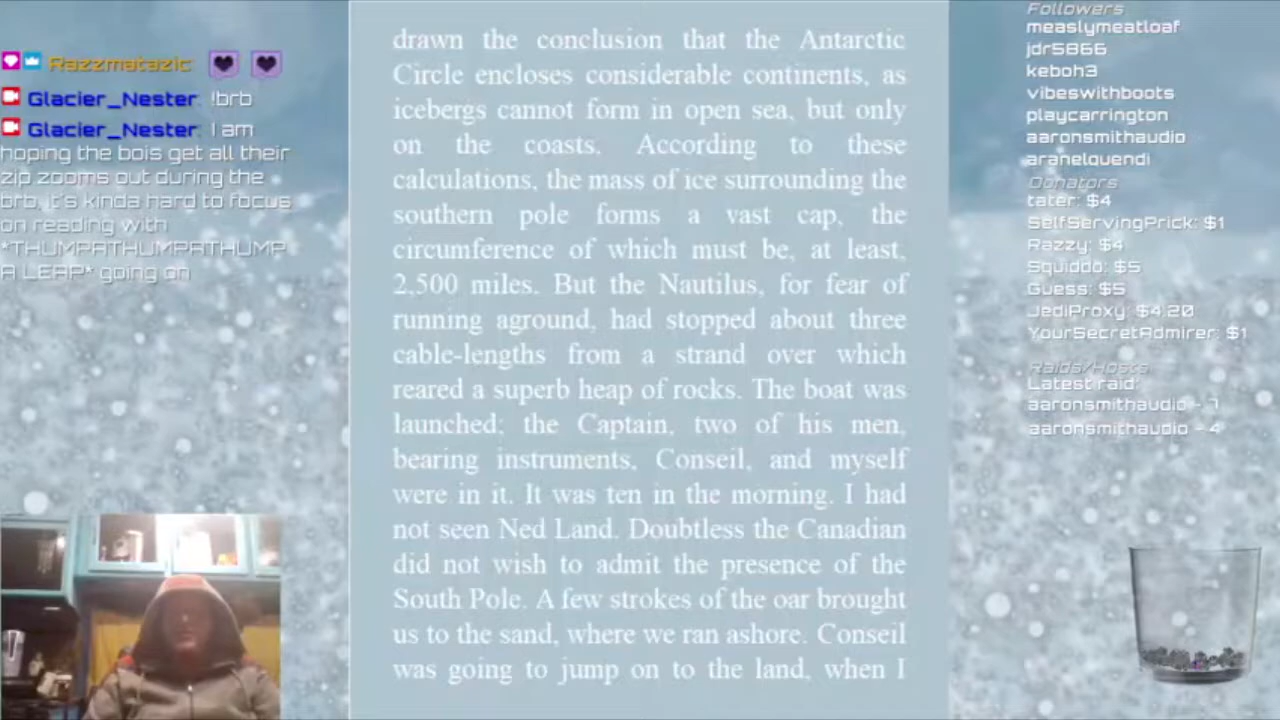 Razzmatazic
Glacier_Nester: !brb
Glacier_Nester: I am
hoping the bois get all their
zip zooms out during the
brb, it's kinda hard to focus
on reading with
*THUMPATHUMPATHUMP
A LEAP* going on
drawn the conclusion that the Antarctic
Circle encloses considerable continents, as
icebergs cannot form in open sea, but only
on the coasts. According to these
calculations, the mass of ice surrounding the
southern pole forms a vast cap, the
circumference of which must be, at least,
2,500 miles. But the Nautilus, for fear of
running aground, had stopped about three
cable-lengths from a strand over which
reared a superb heap of rocks. The boat was
launched; the Captain, two of his men,
bearing instruments, Conseil, and myself
were in it. It was ten in the morning. I had
not seen Ned Land. Doubtless the Canadian
did not wish to admit the presence of the
South Pole. A few strokes of the oar brought
us to the sand, where we ran ashore. Conseil
was going to jump on to the land, when I
Followers
measlymeatloaf
jdr5866
keboh3
vibeswithboots
playcarrington
aaronsmithaudio
aranelquendi
Donators
tater: $4
SelfServingPrick: $1
Razzy: $4
Squiddo: $5
Guess: $5
JediProxy: $4.20
YourSecretAdmirer: $1
Raids/Hosts
Latest raid:
aaronsmithaudio - 7
aaronsmithaudio - 4